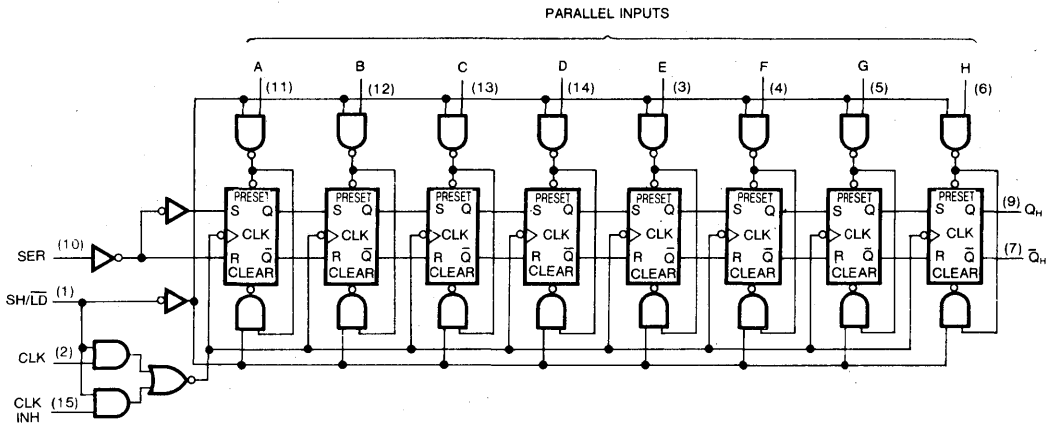 PARALLEL INPUTS
A B C D E F G H
(11) (12) (13) (14) (3) (4) (5) (6)
PRESET PRESET PRESET PRESET PRESET PRESET PRESET PRESET
S Q S Q S Q S Q S Q S Q S Q S Q (9) Q_H
CLK CLK CLK CLK CLK CLK CLK CLK
SER (10)
R Q̅ R Q̅ R Q̅ R Q̅ R Q̅ R Q̅ R Q̅ R Q̅ (7) Q̅_H
CLEAR CLEAR CLEAR CLEAR CLEAR CLEAR CLEAR CLEAR
SH/L̅D̅ (1)
CLK (2)
CLK (15)
INH